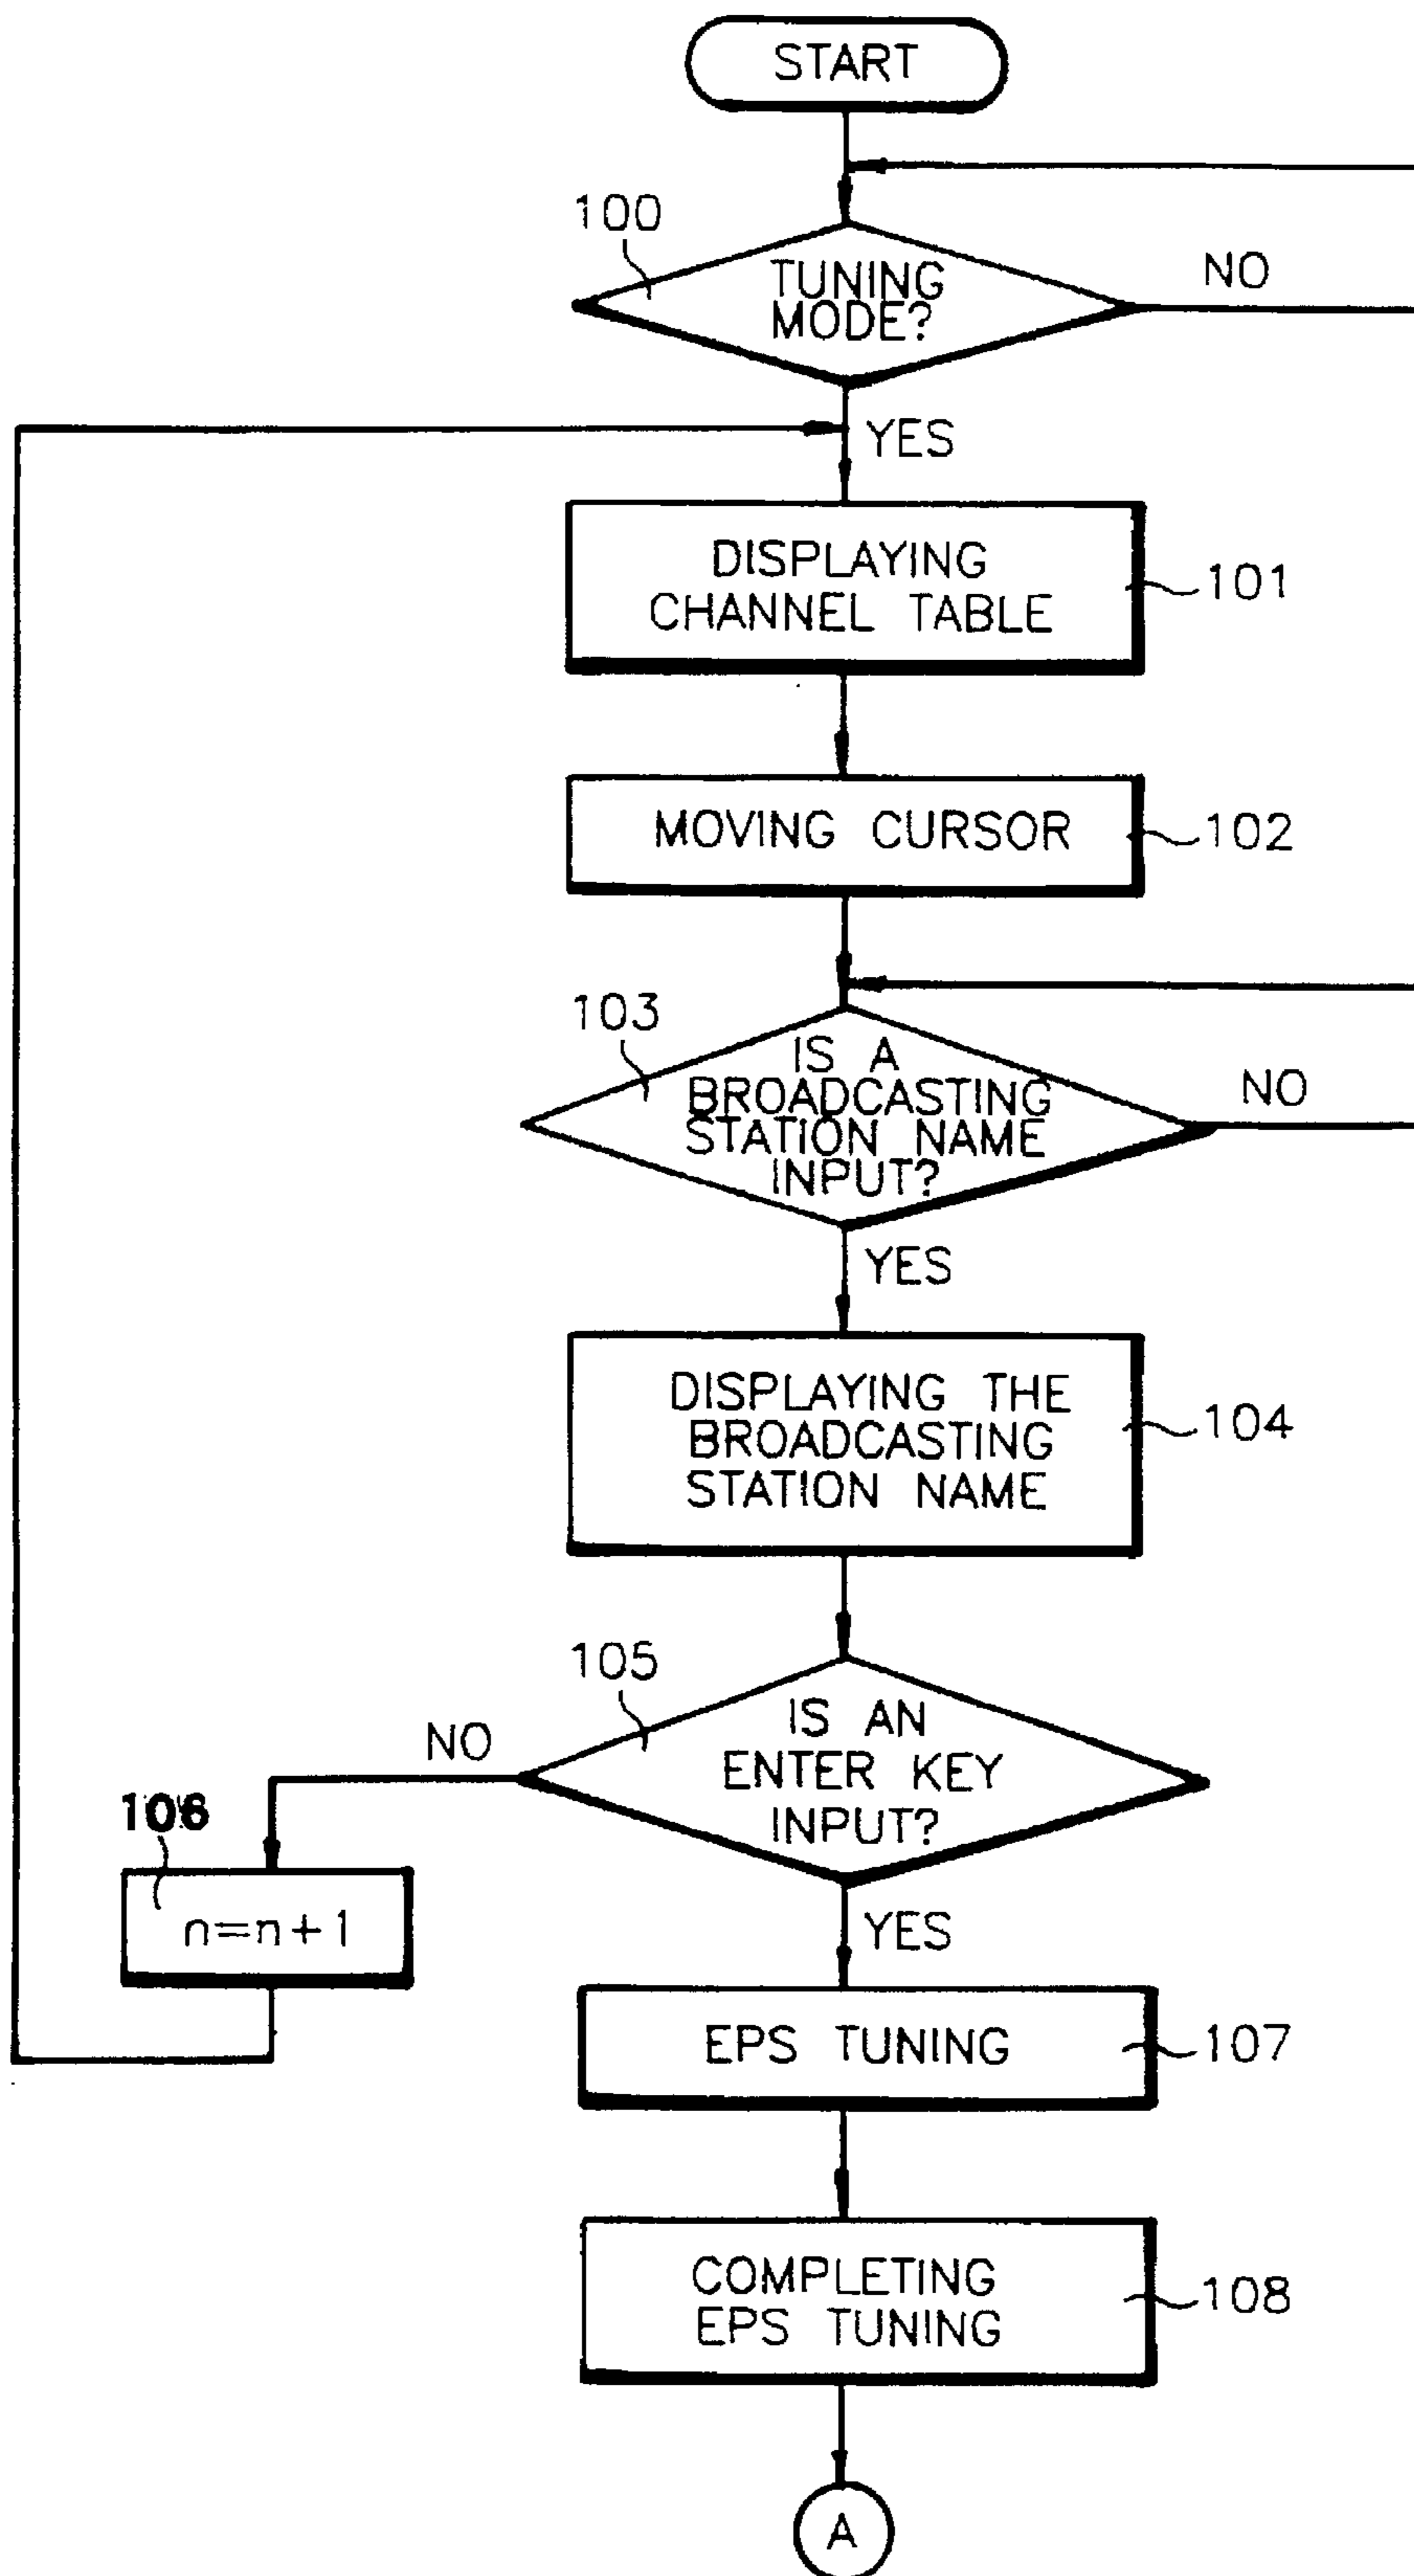 START
100
TUNING
MODE?
NO
YES
DISPLAYING
CHANNEL TABLE
101
MOVING CURSOR
102
103
IS A
BROADCASTING
STATION NAME
INPUT?
NO
YES
DISPLAYING THE
BROADCASTING
STATION NAME
104
105
IS AN
ENTER KEY
INPUT?
NO
106
n=n+1
YES
EPS TUNING
107
COMPLETING
EPS TUNING
108
A